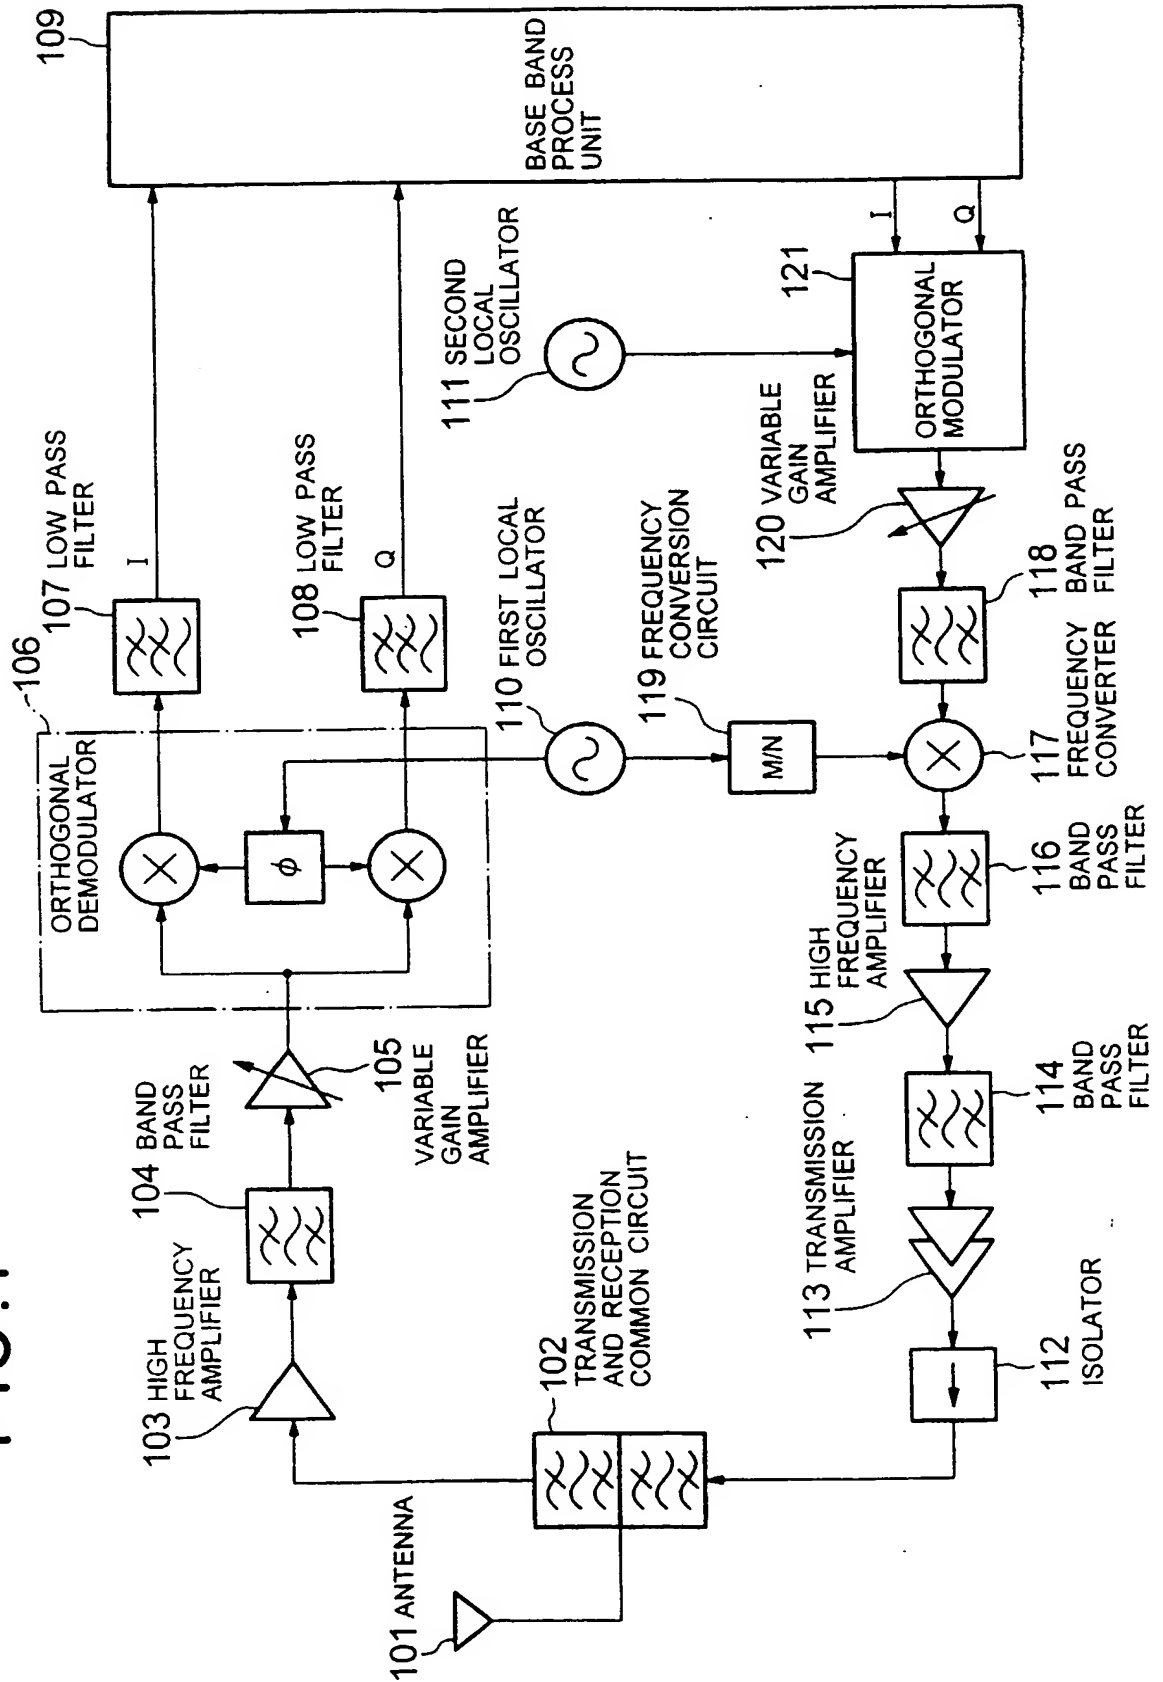 109
BASE BAND
PROCESS
UNIT
107 LOW PASS
FILTER
I
108 LOW PASS
FILTER
Q
106
ORTHOGONAL
DEMODULATOR
φ
105
VARIABLE
GAIN
AMPLIFIER
104 BAND
PASS
FILTER
103 HIGH
FREQUENCY
AMPLIFIER
102
TRANSMISSION
AND RECEPTION
COMMON CIRCUIT
101 ANTENNA
110 FIRST LOCAL
OSCILLATOR
111 SECOND
LOCAL
OSCILLATOR
119 FREQUENCY
CONVERSION
CIRCUIT
M/N
I
Q
121
ORTHOGONAL
MODULATOR
120 VARIABLE
GAIN
AMPLIFIER
118
BAND PASS
FILTER
117
FREQUENCY
CONVERTER
116
BAND
PASS
FILTER
115 HIGH
FREQUENCY
AMPLIFIER
114
BAND
PASS
FILTER
113 TRANSMISSION
AMPLIFIER
112
ISOLATOR